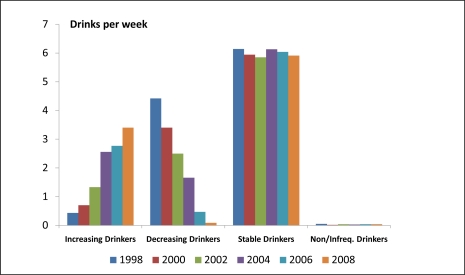 Drinks per week
7
6
5
4
3
2
1
0
Increasing Drinkers Decreasing Drinkers Stable Drinkers Non/Infreq. Drinkers
1998 2000 2002 2004 2006 2008